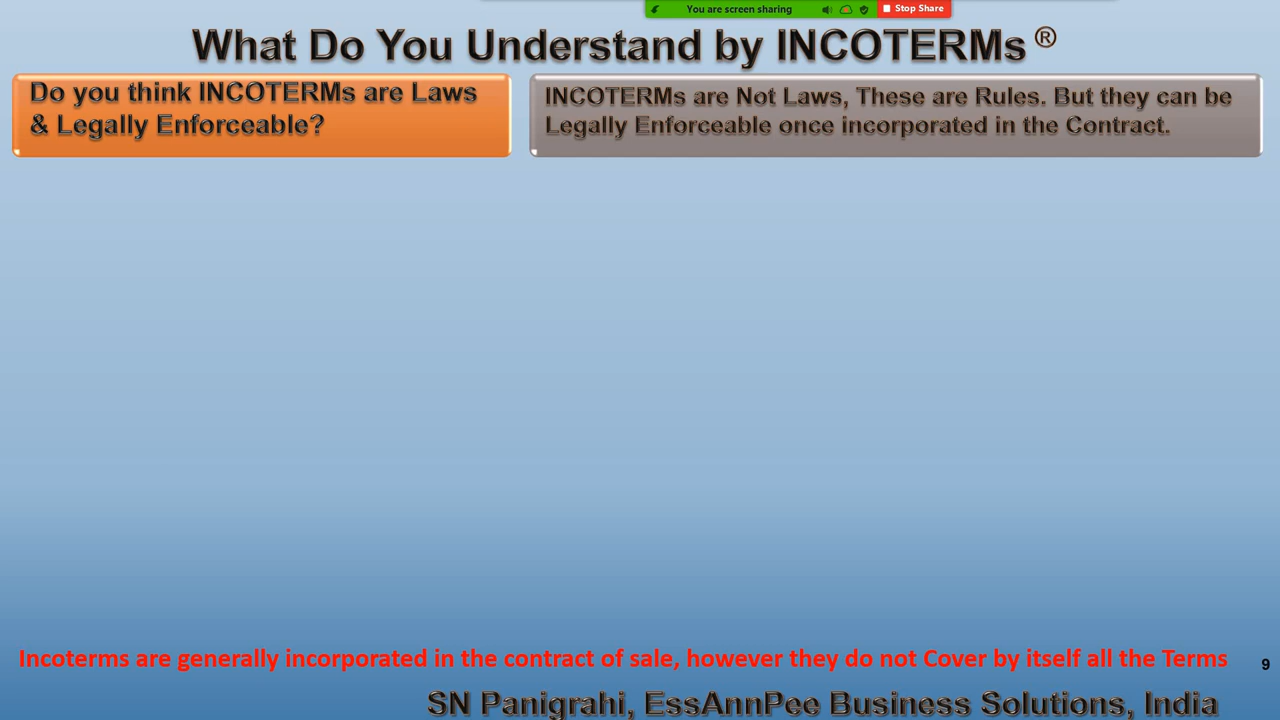 You are screen sharing
Stop Share
What Do You Understand by INCOTERMs ®
Do you think INCOTERMs are Laws
& Legally Enforceable?
INCOTERMs are Not Laws, These are Rules. But they can be
Legally Enforceable once incorporated in the Contract.
Incoterms are generally incorporated in the contract of sale, however they do not Cover by itself all the Terms
9
SN Panigrahi, EssAnnPee Business Solutions, India